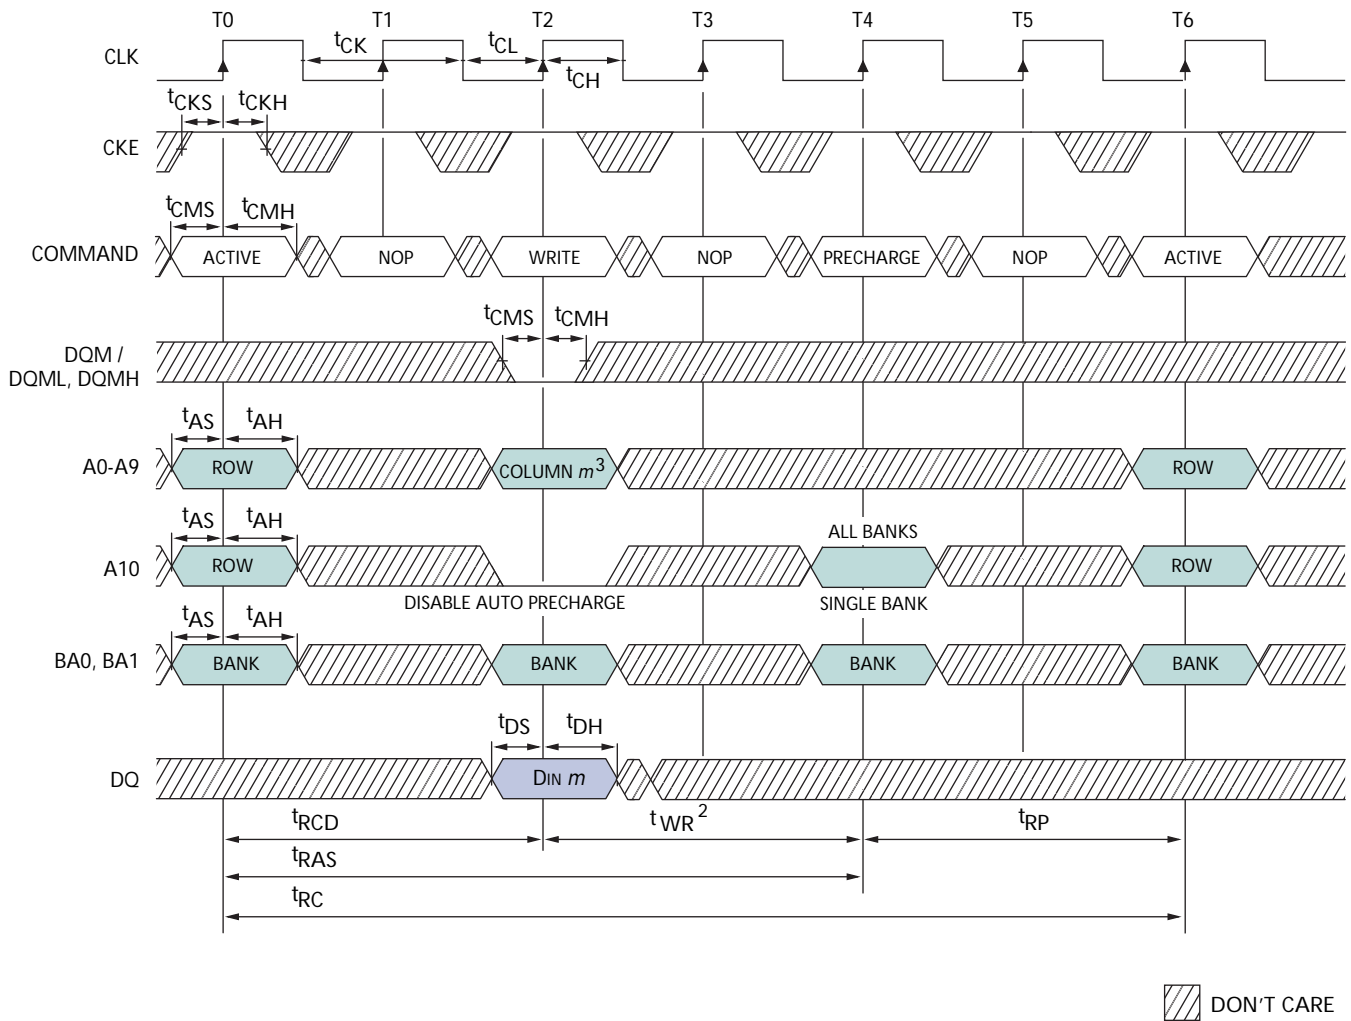 T0 T1 T2 T3 T4 T5 T6
CLK
tCK tCL
tCH
tCKS tCKH
CKE
tCMS tCMH
COMMAND ACTIVE NOP WRITE NOP PRECHARGE NOP ACTIVE
tCMS tCMH
DQM /
DQML, DQMH
tAS tAH
A0-A9 ROW COLUMN m3 ROW
tAS tAH
ALL BANKS
A10 ROW ROW
DISABLE AUTO PRECHARGE SINGLE BANK
tAS tAH
BA0, BA1 BANK BANK BANK BANK
tDS tDH
DQ DIN m
tRCD tWR2 tRP
tRAS
tRC
DON'T CARE